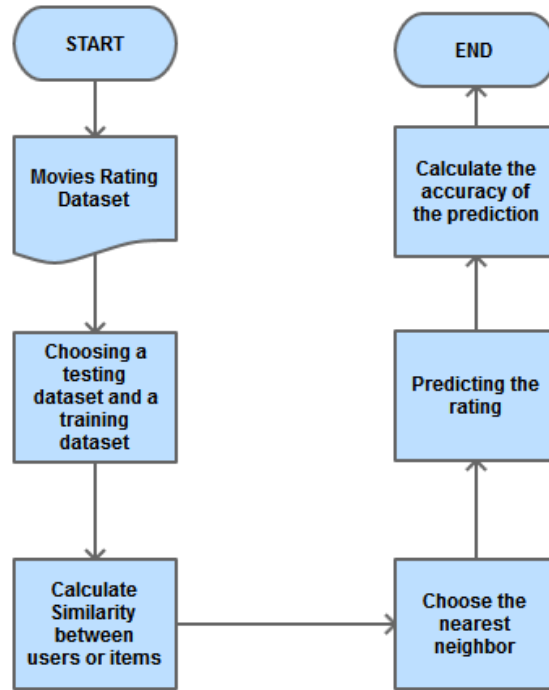 START
Movies Rating
Dataset
Choosing a
testing
dataset and a
training
dataset
Calculate
Similarity
between
users or items
Choose the
nearest
neighbor
Predicting the
rating
Calculate the
accuracy of
the prediction
END